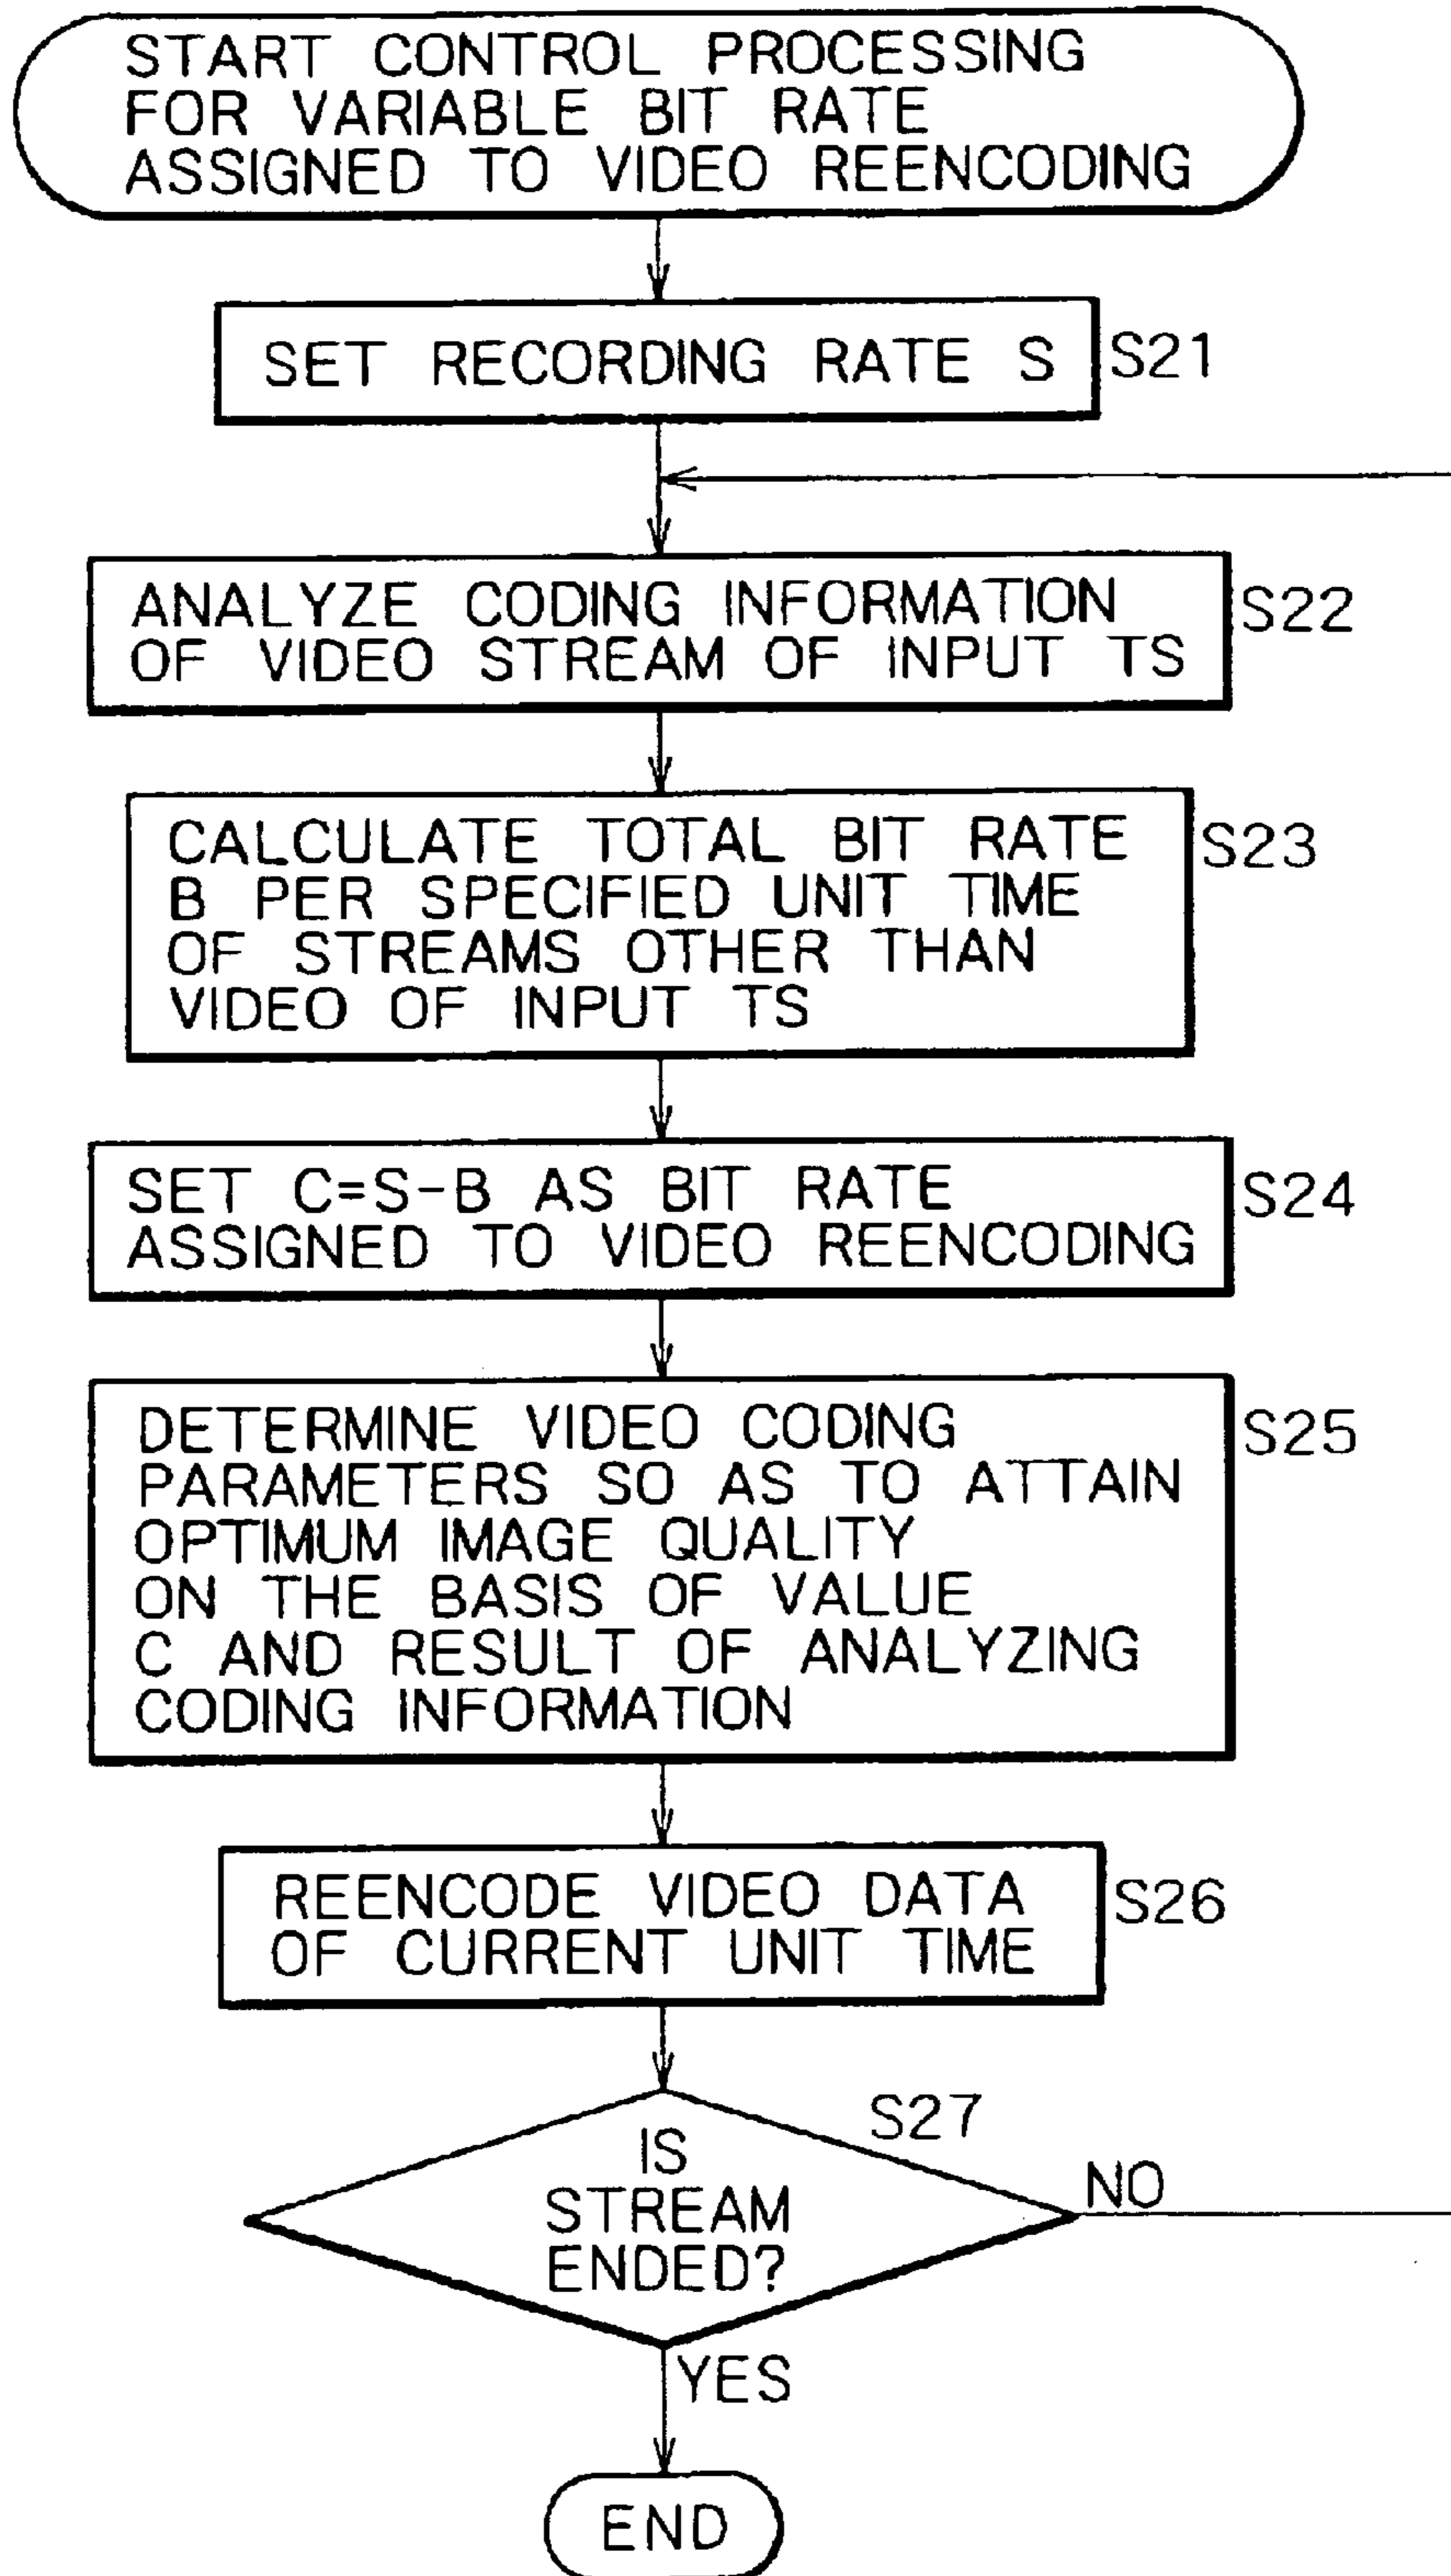 START CONTROL PROCESSING
FOR VARIABLE BIT RATE
ASSIGNED TO VIDEO REENCODING
SET RECORDING RATE S
S21
ANALYZE CODING INFORMATION
OF VIDEO STREAM OF INPUT TS
S22
CALCULATE TOTAL BIT RATE
B PER SPECIFIED UNIT TIME
OF STREAMS OTHER THAN
VIDEO OF INPUT TS
S23
SET C=S-B AS BIT RATE
ASSIGNED TO VIDEO REENCODING
S24
DETERMINE VIDEO CODING
PARAMETERS SO AS TO ATTAIN
OPTIMUM IMAGE QUALITY
ON THE BASIS OF VALUE
C AND RESULT OF ANALYZING
CODING INFORMATION
S25
REENCODE VIDEO DATA
OF CURRENT UNIT TIME
S26
S27
IS
STREAM
ENDED?
NO
YES
END